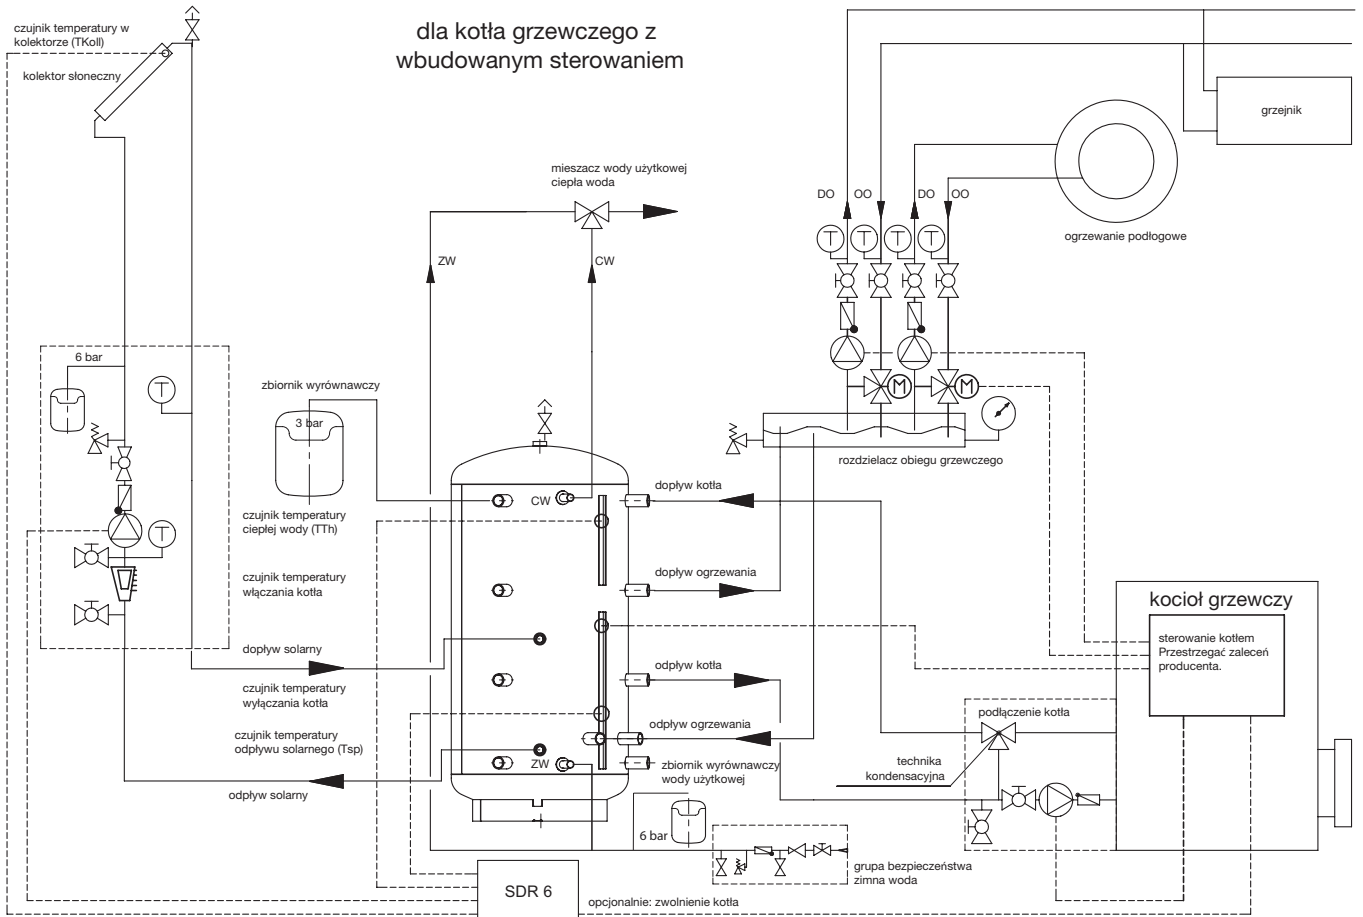 dla kotła grzewczego z
wbudowanym sterowaniem
czujnik temperatury w
kolektorze (TKoll)
kolektor słoneczny
grzejnik
mieszacz wody użytkowej
ciepła woda
DO
OO
DO
OO
ogrzewanie podłogowe
T
T
T
T
ZW
CW
6 bar
T
zbiornik wyrównawczy
3 bar
M
M
rozdzielacz obiegu grzewczego
dopływ kotła
CW
czujnik temperatury
ciepłej wody (TTh)
T
czujnik temperatury
włączania kotła
dopływ ogrzewania
kocioł grzewczy
sterowanie kotłem
Przestrzegać zaleceń
producenta.
dopływ solarny
odpływ kotła
czujnik temperatury
wyłączania kotła
podłączenie kotła
czujnik temperatury
odpływu solarnego (Tsp)
odpływ ogrzewania
ZW
zbiornik wyrównawczy
wody użytkowej
technika
kondensacyjna
odpływ solarny
6 bar
grupa bezpieczeństwa
zimna woda
SDR 6
opcjonalnie: zwolnienie kotła